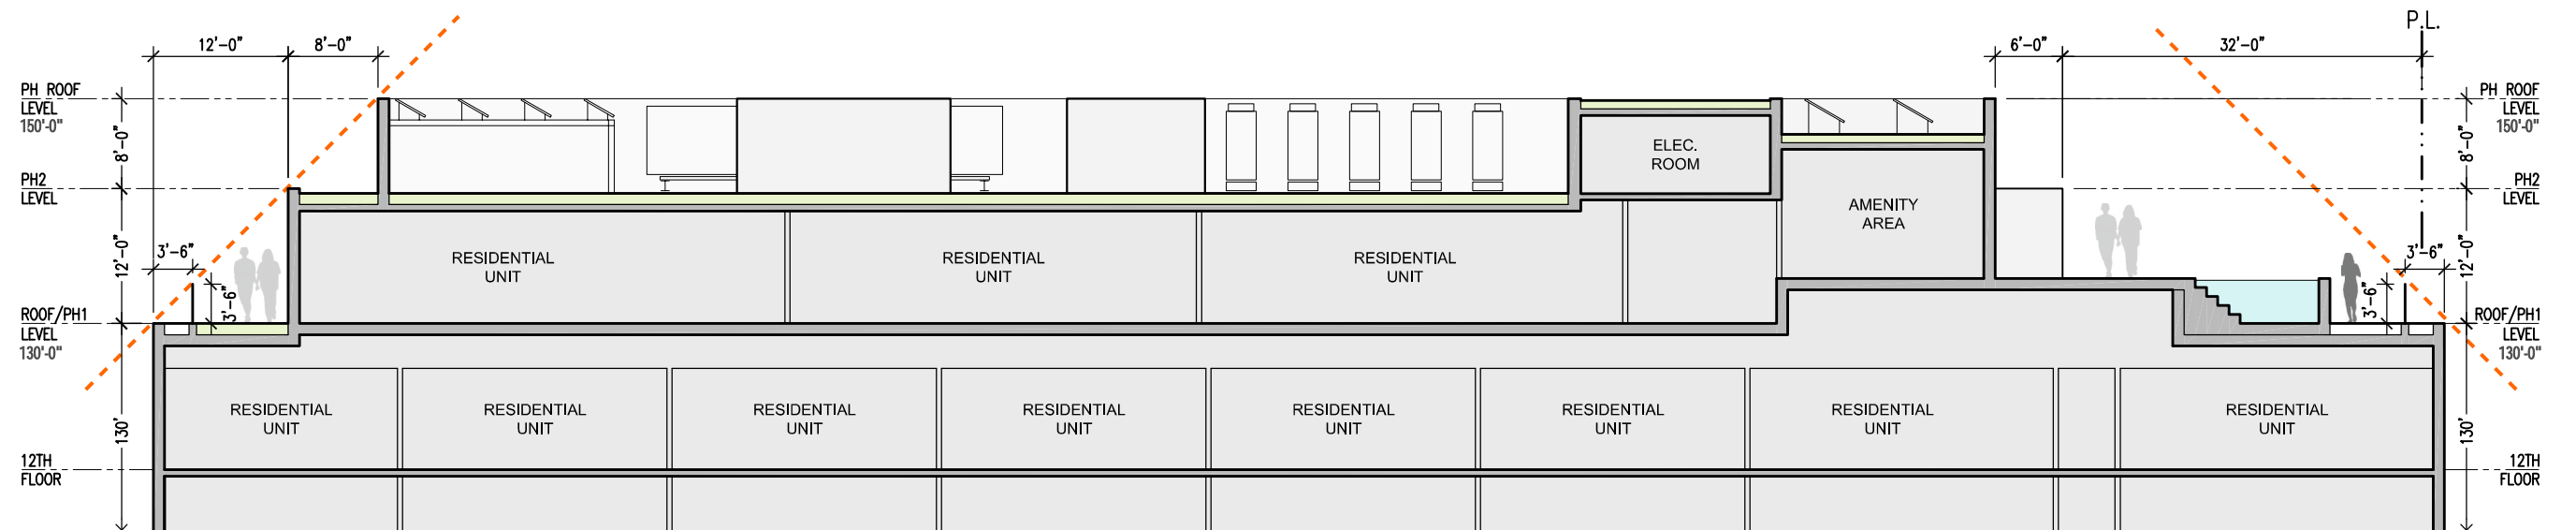 P.L.
12'-0"
8'-0"
6'-0"
32'-0"
PH ROOF
LEVEL
150'-0"
8'-0"
ELEC.
ROOM
PH ROOF
LEVEL
150'-0"
8'-0"
PH2
LEVEL
AMENITY
AREA
PH2
LEVEL
12'-0"
3'-6"
3'-6"
RESIDENTIAL
UNIT
RESIDENTIAL
UNIT
RESIDENTIAL
UNIT
3'-6"
3'-6"
12'-0"
ROOF/PH1
LEVEL
130'-0"
ROOF/PH1
LEVEL
130'-0"
RESIDENTIAL
UNIT
RESIDENTIAL
UNIT
RESIDENTIAL
UNIT
RESIDENTIAL
UNIT
RESIDENTIAL
UNIT
RESIDENTIAL
UNIT
RESIDENTIAL
UNIT
RESIDENTIAL
UNIT
130'
130'
12TH
FLOOR
12TH
FLOOR